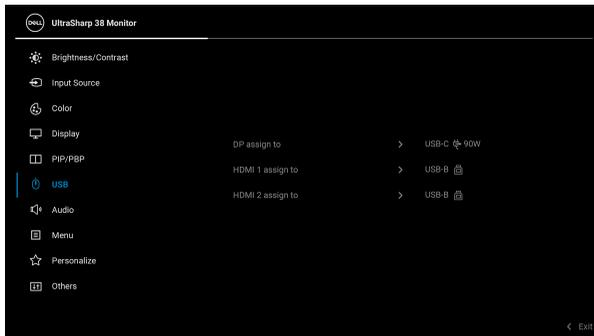 DELL UltraSharp 38 Monitor
Brightness/Contrast
Input Source
Color
Display
DP assign to USB-C 90W
PIP/PBP
HDMI 1 assign to USB-B
USB
HDMI 2 assign to USB-B
Audio
Menu
Personalize
Others
Exit